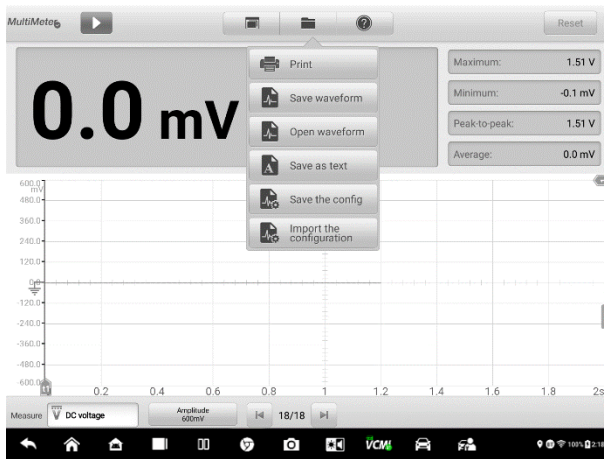 MultiMeter
Reset
0.0 mV
Print
Save waveform
Open waveform
Save as text
Save the config
Import the
configuration
Maximum: 1.51 V
Minimum: -0.1 mV
Peak-to-peak: 1.51 V
Average: 0.0 mV
600.0
mV
480.0
360.0
240.0
120.0
0.0
-120.0
-240.0
-360.0
-480.0
-600.0
0.2 0.4 0.6 0.8 1 1.2 1.4 1.6 1.8 2s
Measure DC voltage Amplitude
600mV 18/18
VCMI 100% 2:18